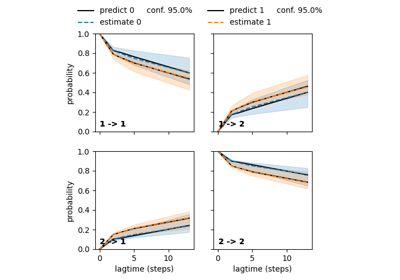 predict 0 conf. 95.0% predict 1 conf. 95.0%
estimate 0 estimate 1
1.0
0.8
0.6
0.4
0.2
0.0
probability
1 -> 1
1 -> 2
1.0
0.8
0.6
0.4
0.2
0.0
probability
2 -> 1
2 -> 2
0 5 10 0 5 10
lagtime (steps) lagtime (steps)